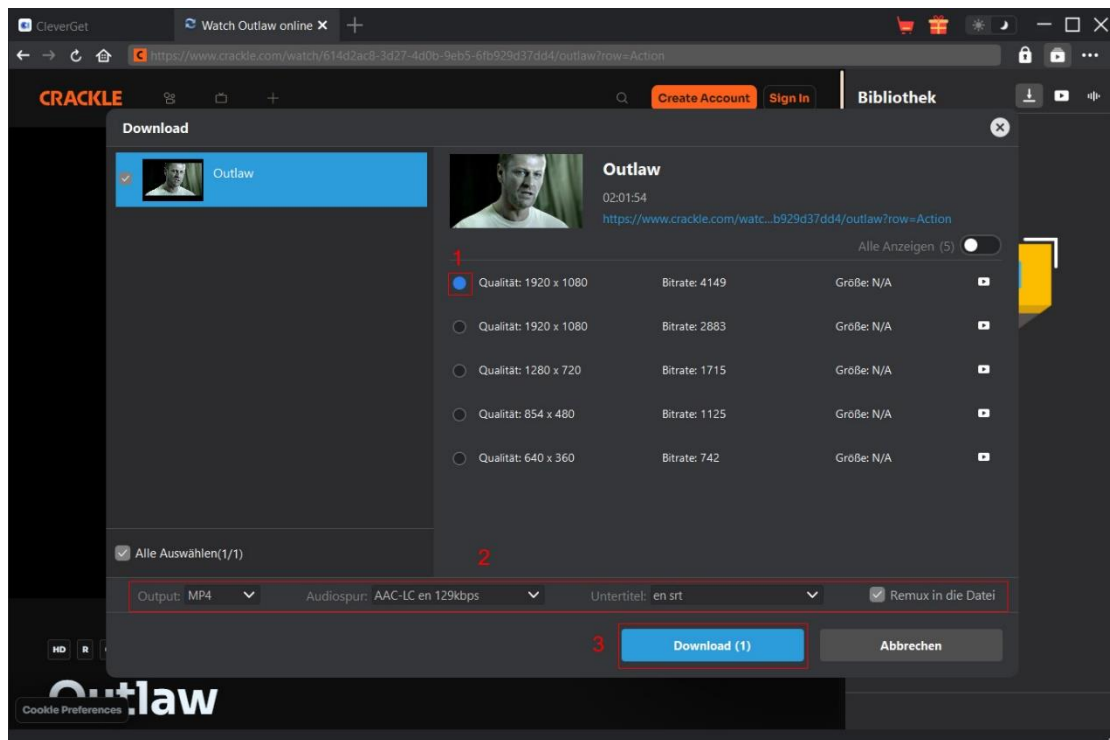 CleverGet
Watch Outlaw online
https://www.crackle.com/watch/614d2ac8-3d27-4d0b-9eb5-6fb929d37dd4/outlaw?row=Action
CRACKLE
Create Account
Sign In
Bibliothek
Download
Outlaw
Outlaw
02:01:54
https://www.crackle.com/watc...b929d37dd4/outlaw?row=Action
Alle Anzeigen (5)
1
Qualität: 1920 x 1080 Bitrate: 4149 Größe: N/A
Qualität: 1920 x 1080 Bitrate: 2883 Größe: N/A
Qualität: 1280 x 720 Bitrate: 1715 Größe: N/A
Qualität: 854 x 480 Bitrate: 1125 Größe: N/A
Qualität: 640 x 360 Bitrate: 742 Größe: N/A
Alle Auswählen(1/1)
2
Output: MP4 Audiospur: AAC-LC en 129kbps Untertitel: en srt Remux in die Datei
3
Download (1)
Abbrechen
HD R
Outlaw
Cookie Preferences